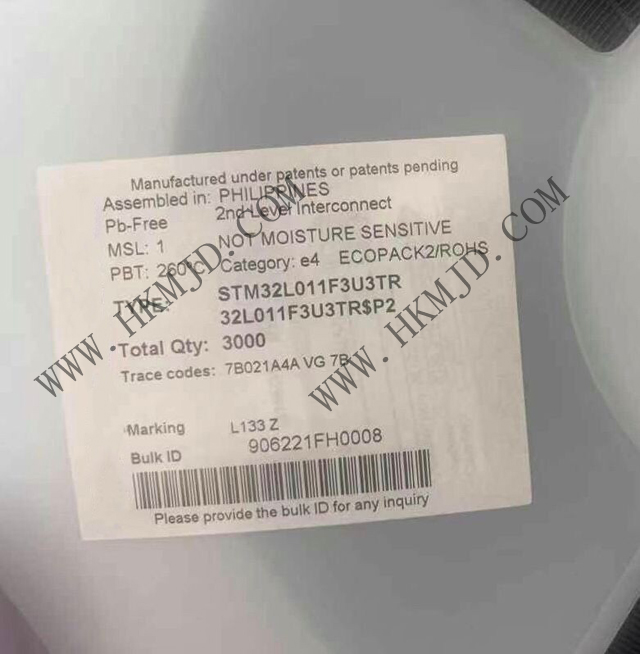 Manufactured under patents or patents pending
Assembled in: PHILIPPINES
Pb-Free 2nd Level Interconnect
MSL: 1 NOT MOISTURE SENSITIVE
PBT: 260°C Category: e4 ECOPACK2/ROHS
TYPE: STM32L011F3U3TR
32L011F3U3TR$P2
Total Qty: 3000
Trace codes: 7B021A4A VG 7B
Marking L133 Z
Bulk ID 906221FH0008
Please provide the bulk ID for any inquiry
WWW.HKMJD.COM
WWW.HKMJD.COM